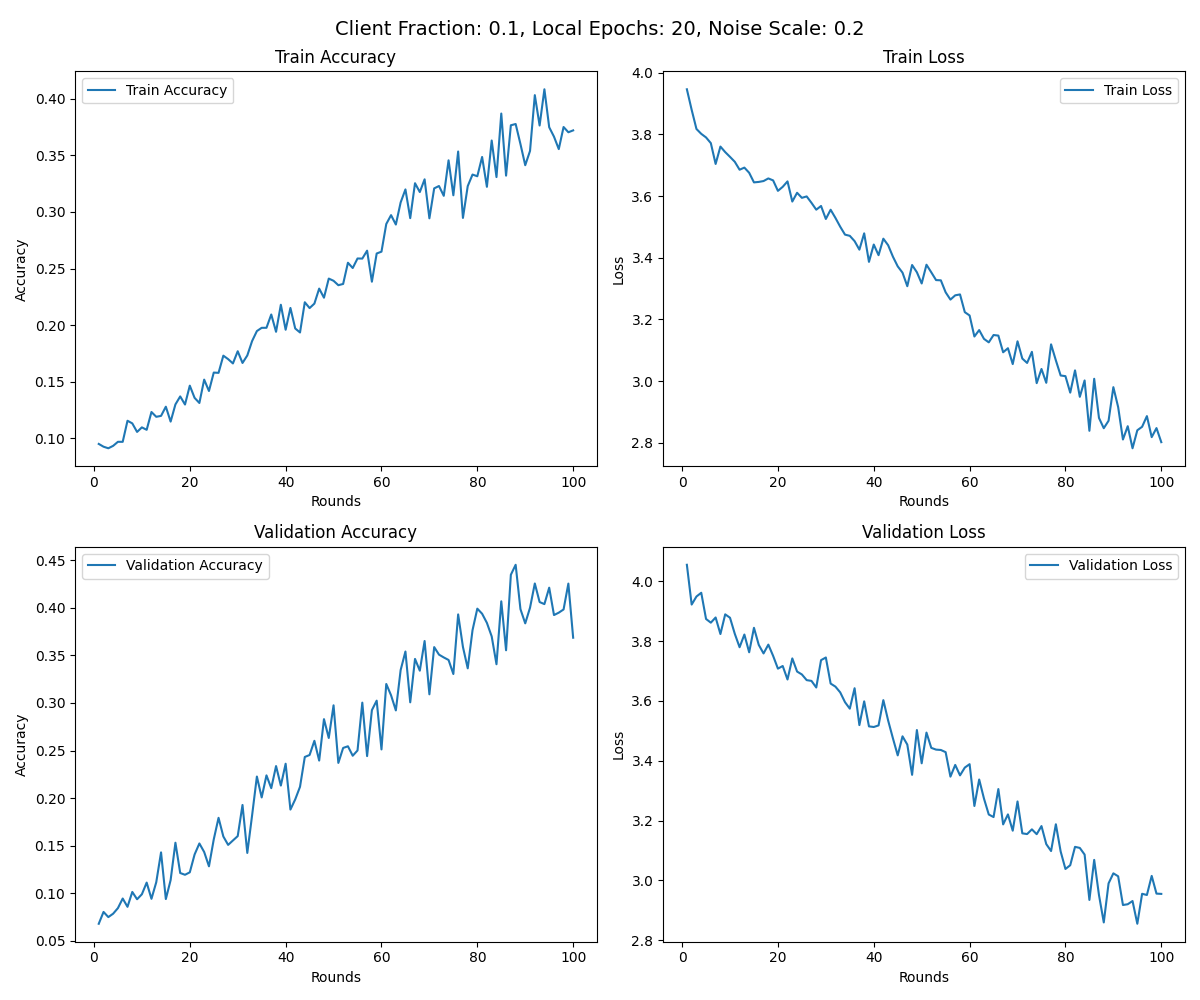 Client Fraction: 0.1, Local Epochs: 20, Noise Scale: 0.2
Train Accuracy
Train Accuracy
0.40
0.35
0.30
0.25
0.20
0.15
0.10
Accuracy
0 20 40 60 80 100
Rounds
Train Loss
Train Loss
4.0
3.8
3.6
3.4
3.2
3.0
2.8
Loss
0 20 40 60 80 100
Rounds
Validation Accuracy
Validation Accuracy
0.45
0.40
0.35
0.30
0.25
0.20
0.15
0.10
0.05
Accuracy
0 20 40 60 80 100
Rounds
Validation Loss
Validation Loss
4.0
3.8
3.6
3.4
3.2
3.0
2.8
Loss
0 20 40 60 80 100
Rounds